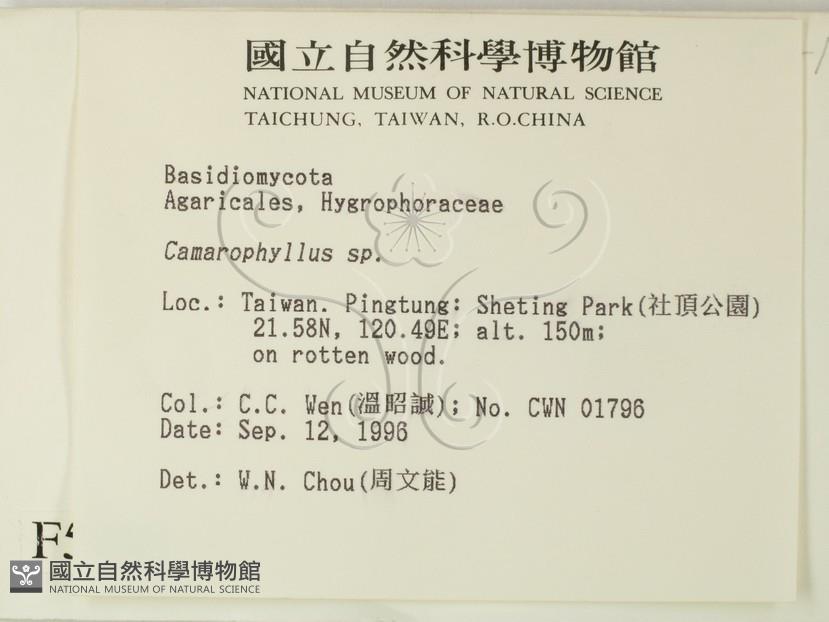 國立自然科學博物館
NATIONAL MUSEUM OF NATURAL SCIENCE
TAICHUNG, TAIWAN, R.O.CHINA
Basidiomycota
Agaricales, Hygrophoraceae
Camarophyllus sp.
Loc.: Taiwan. Pingtung: Sheting Park(社頂公園)
21.58N, 120.49E; alt. 150m;
on rotten wood.
Col.: C.C. Wen(溫昭誠); No. CWN 01796
Date: Sep. 12, 1996
Det.: W.N. Chou(周文能)
國立自然科學博物館
NATIONAL MUSEUM OF NATURAL SCIENCE